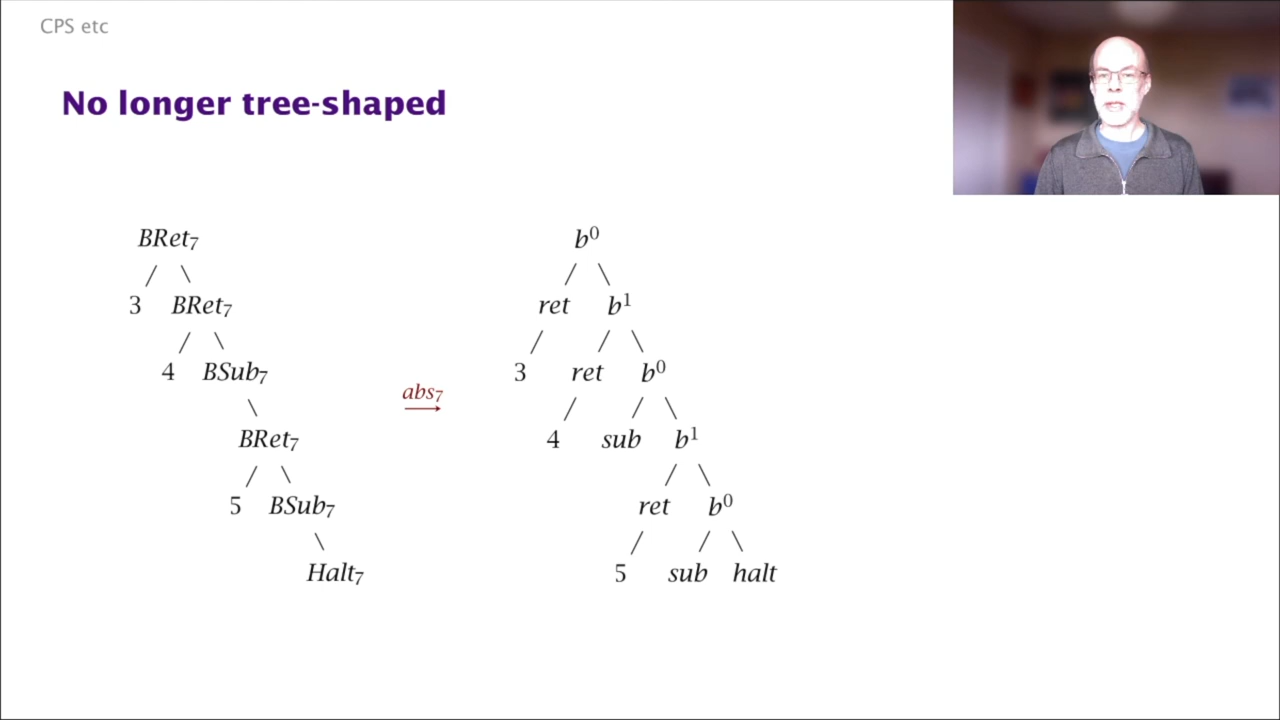 CPS etc
No longer tree-shaped
BRet₇ b⁰
3 BRet₇ ret b¹
4 BSub₇ 3 ret b⁰
abs₇
BRet₇ 4 sub b¹
5 BSub₇ ret b⁰
Halt₇ 5 sub halt